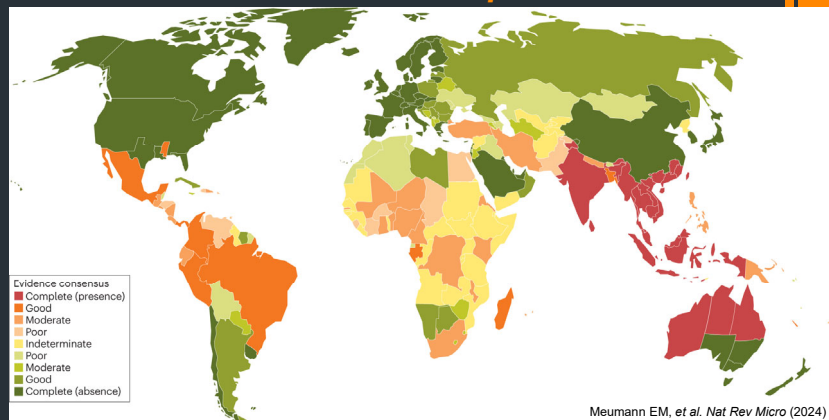 Evidence consensus
Complete (presence)
Good
Moderate
Poor
Indeterminate
Poor
Moderate
Good
Complete (absence)
Meumann EM, et al. Nat Rev Micro (2024)